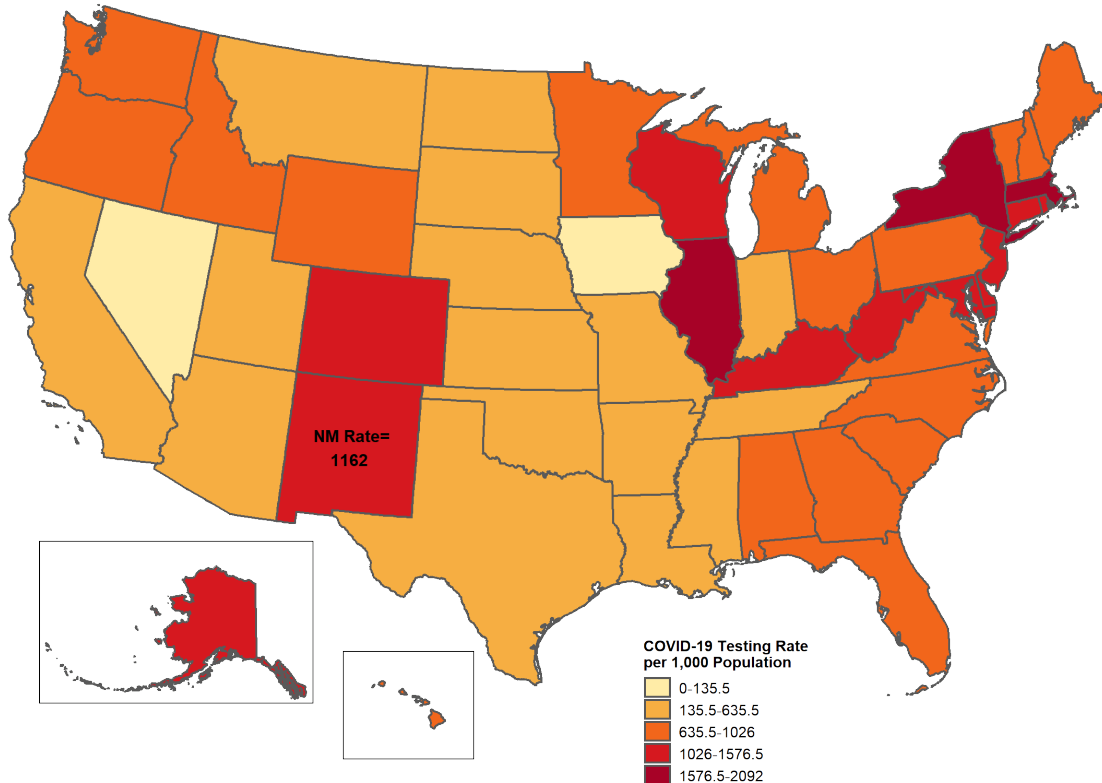 NM Rate=
1162
COVID-19 Testing Rate
per 1,000 Population
0-135.5
135.5-635.5
635.5-1026
1026-1576.5
1576.5-2092